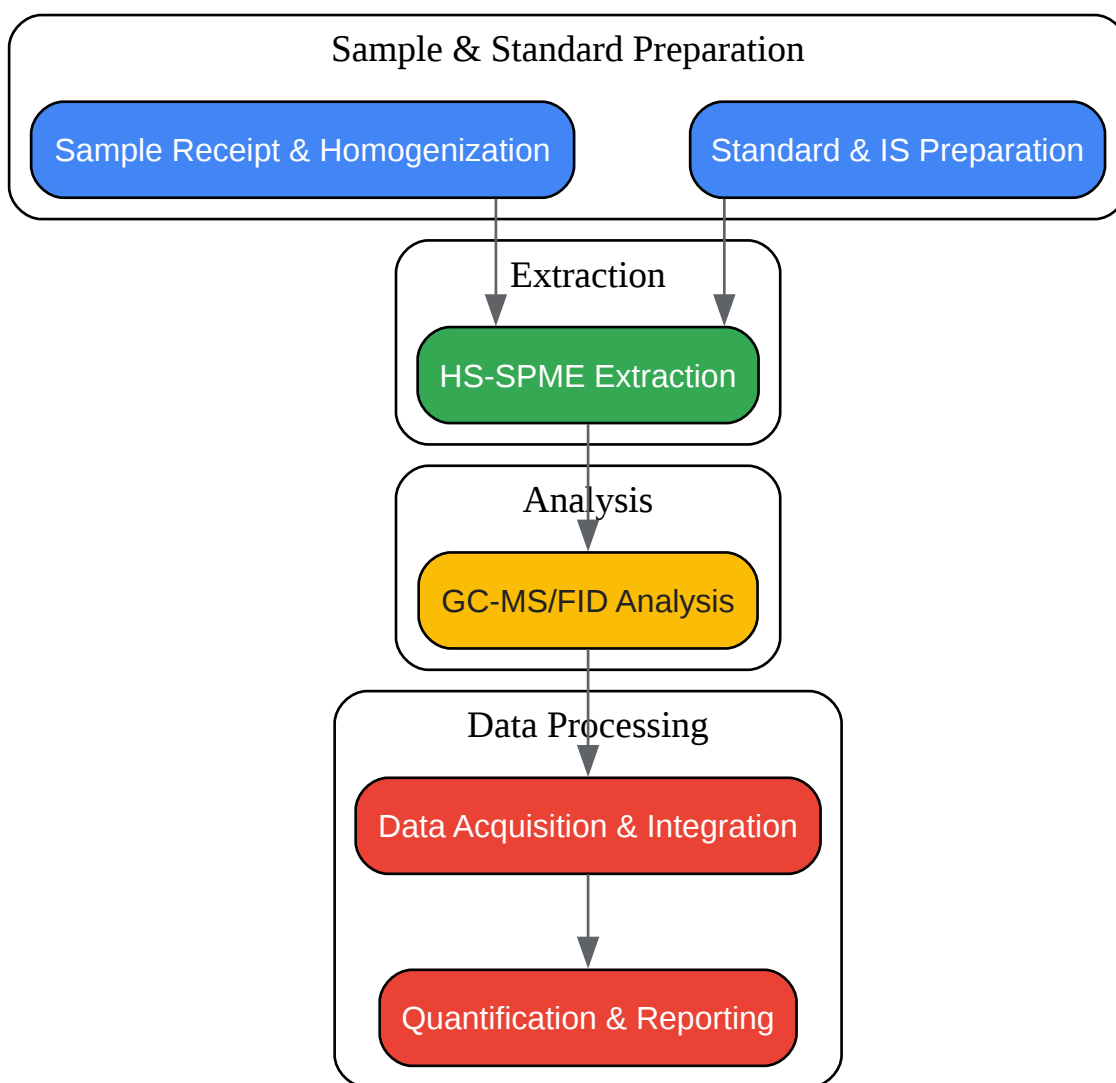 Sample & Standard Preparation
Sample Receipt & Homogenization
Standard & IS Preparation
Extraction
HS-SPME Extraction
Analysis
GC-MS/FID Analysis
Data Processing
Data Acquisition & Integration
Quantification & Reporting